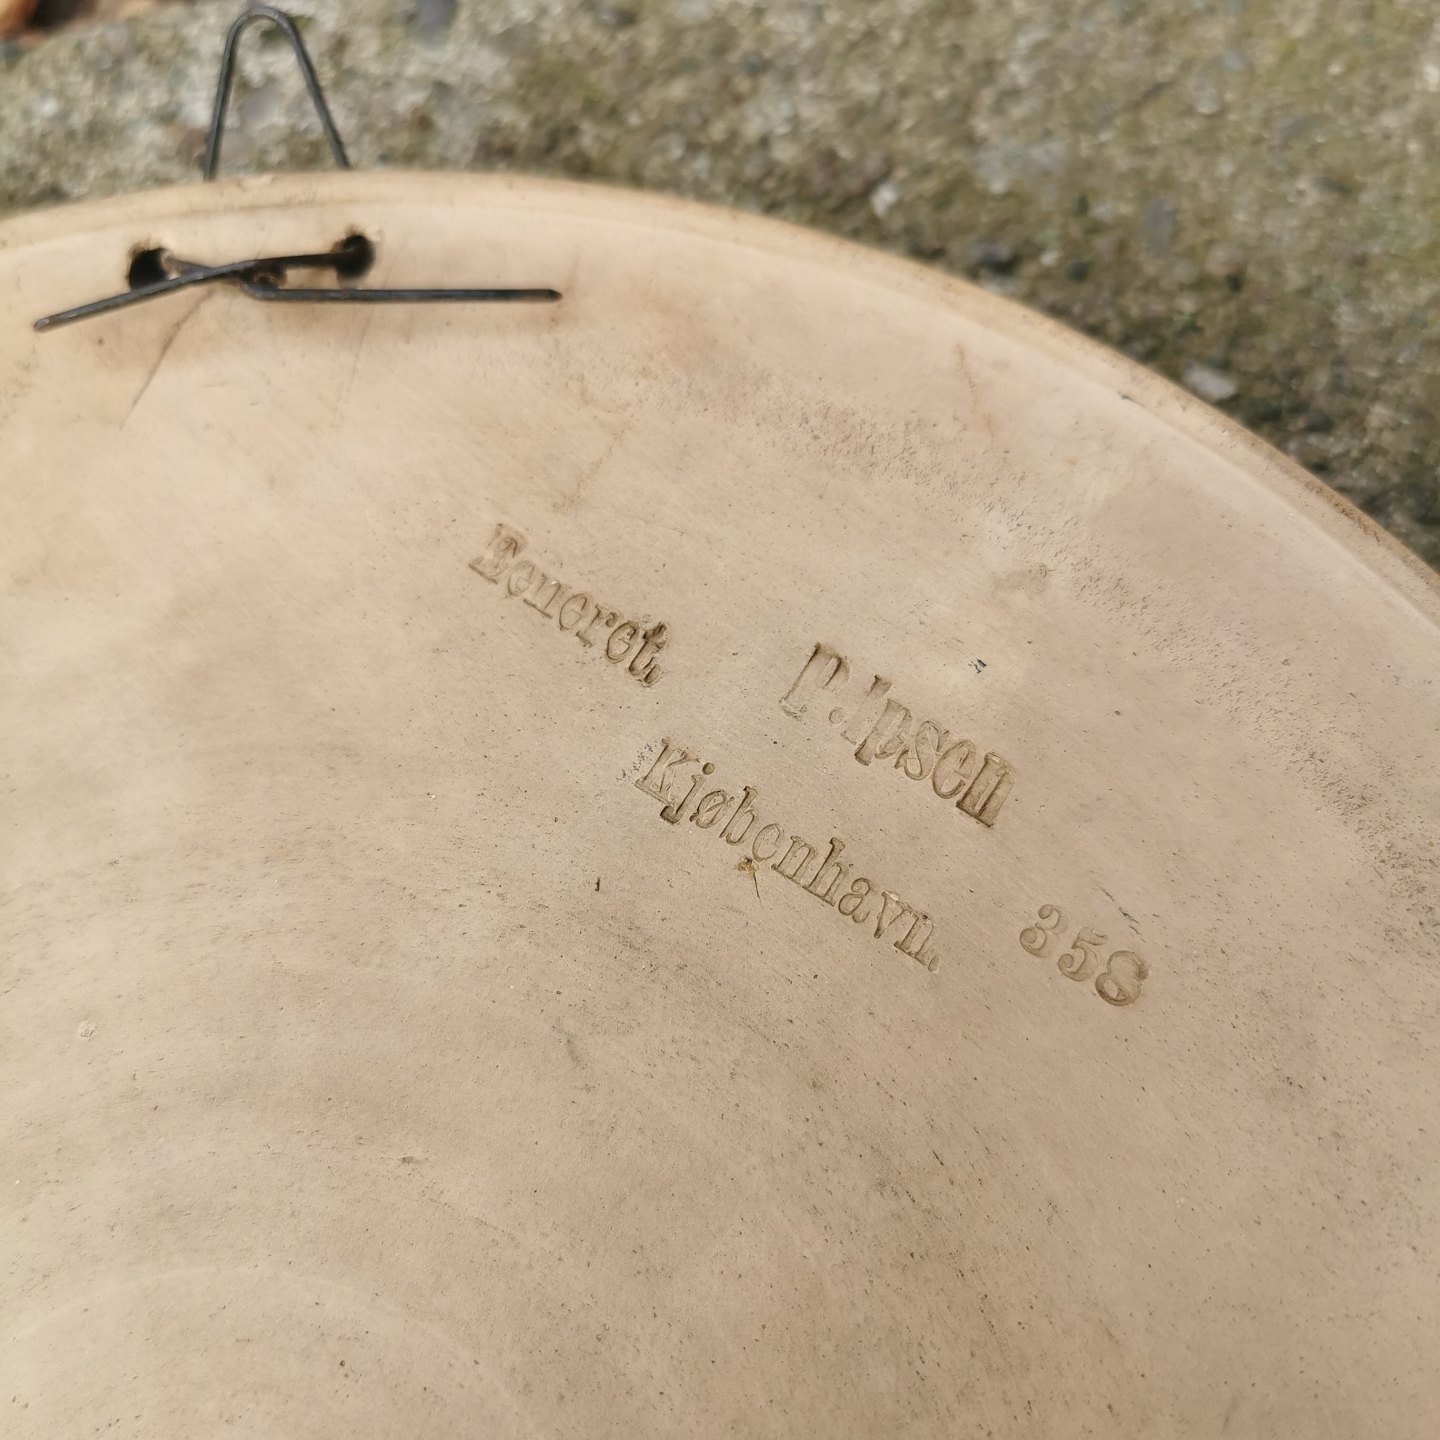 Eneret.
P. Ipsen
Kjøbenhavn.
358